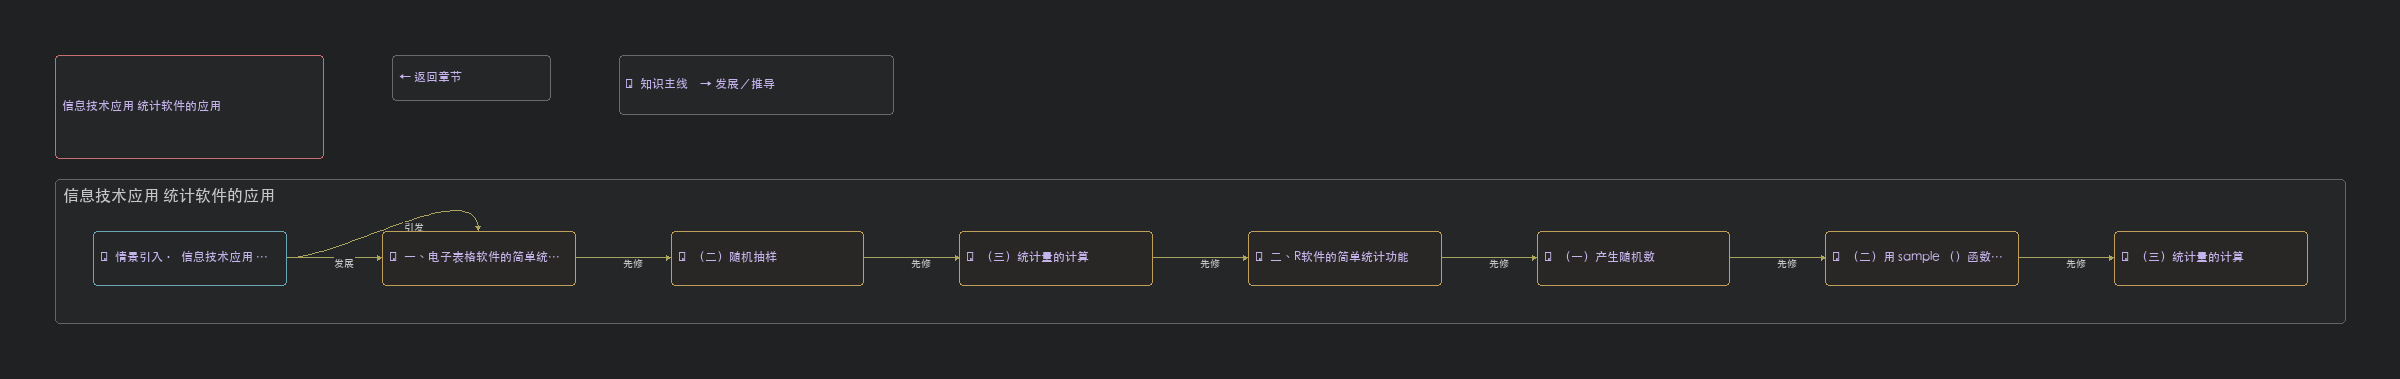 信息技术应用 统计软件的应用
← 返回章节
知识主线 → 发展／推导
信息技术应用 统计软件的应用
引发
情景引入· 信息技术应用 …
发展
一、电子表格软件的简单统…
先修
（二）随机抽样
先修
（三）统计量的计算
先修
二、R软件的简单统计功能
先修
（一）产生随机数
先修
（二）用 sample （）函数…
先修
（三）统计量的计算